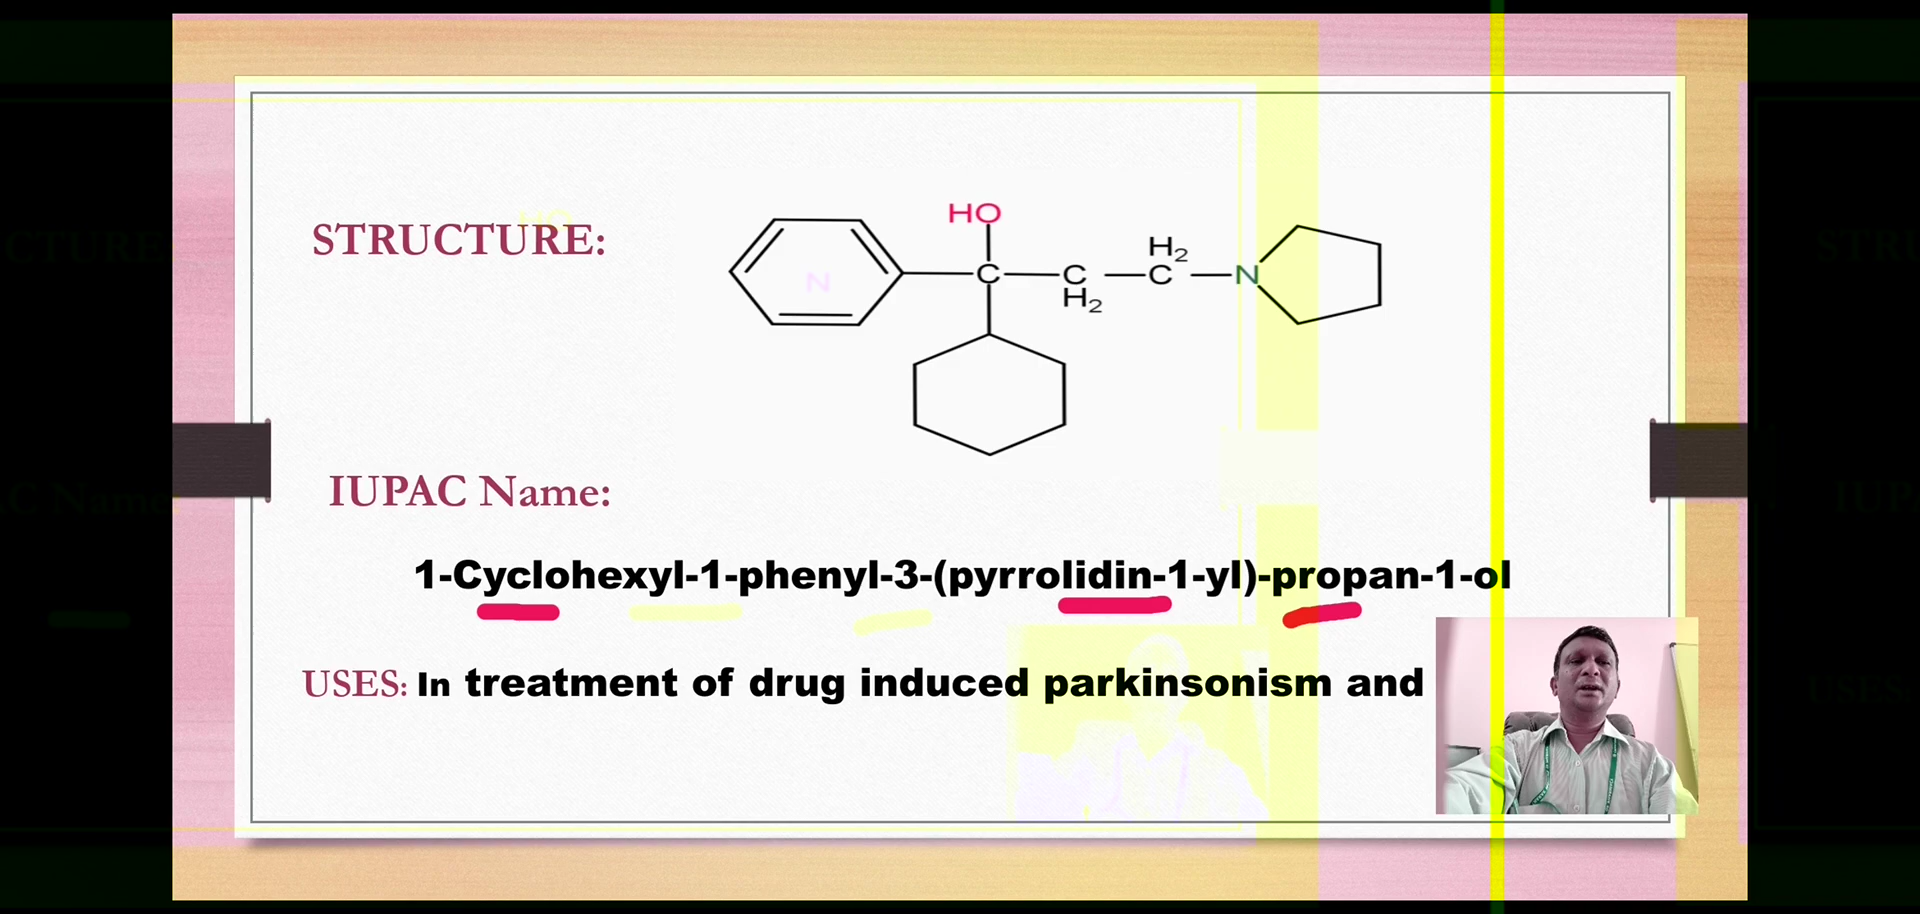 STRUCTURE:
HO
H2
C
C
C
N
H2
IUPAC Name:
1-Cyclohexyl-1-phenyl-3-(pyrrolidin-1-yl)-propan-1-ol
USES: In treatment of drug induced parkinsonism and